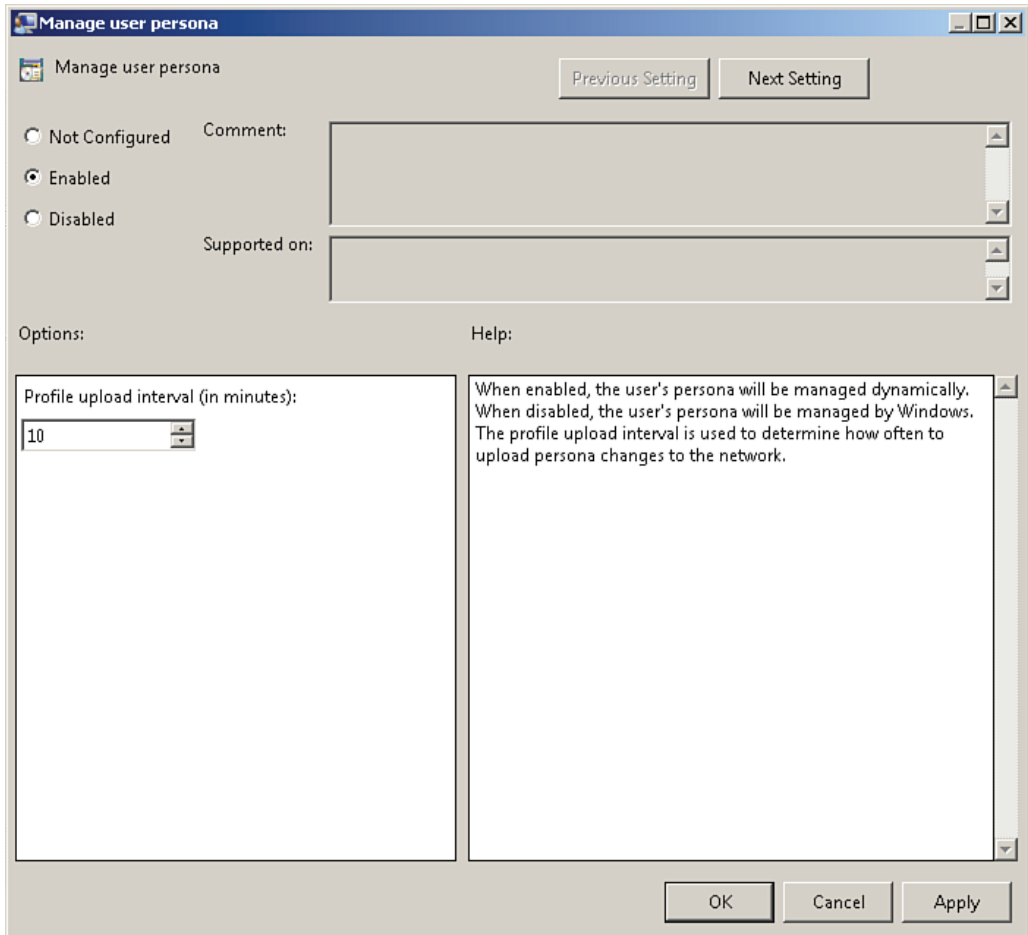 Manage user persona
Manage user persona
Previous Setting
Next Setting
Not Configured
Comment:
Enabled
Disabled
Supported on:
Options:
Help:
Profile upload interval (in minutes):
10
When enabled, the user's persona will be managed dynamically.
When disabled, the user's persona will be managed by Windows.
The profile upload interval is used to determine how often to
upload persona changes to the network.
OK
Cancel
Apply